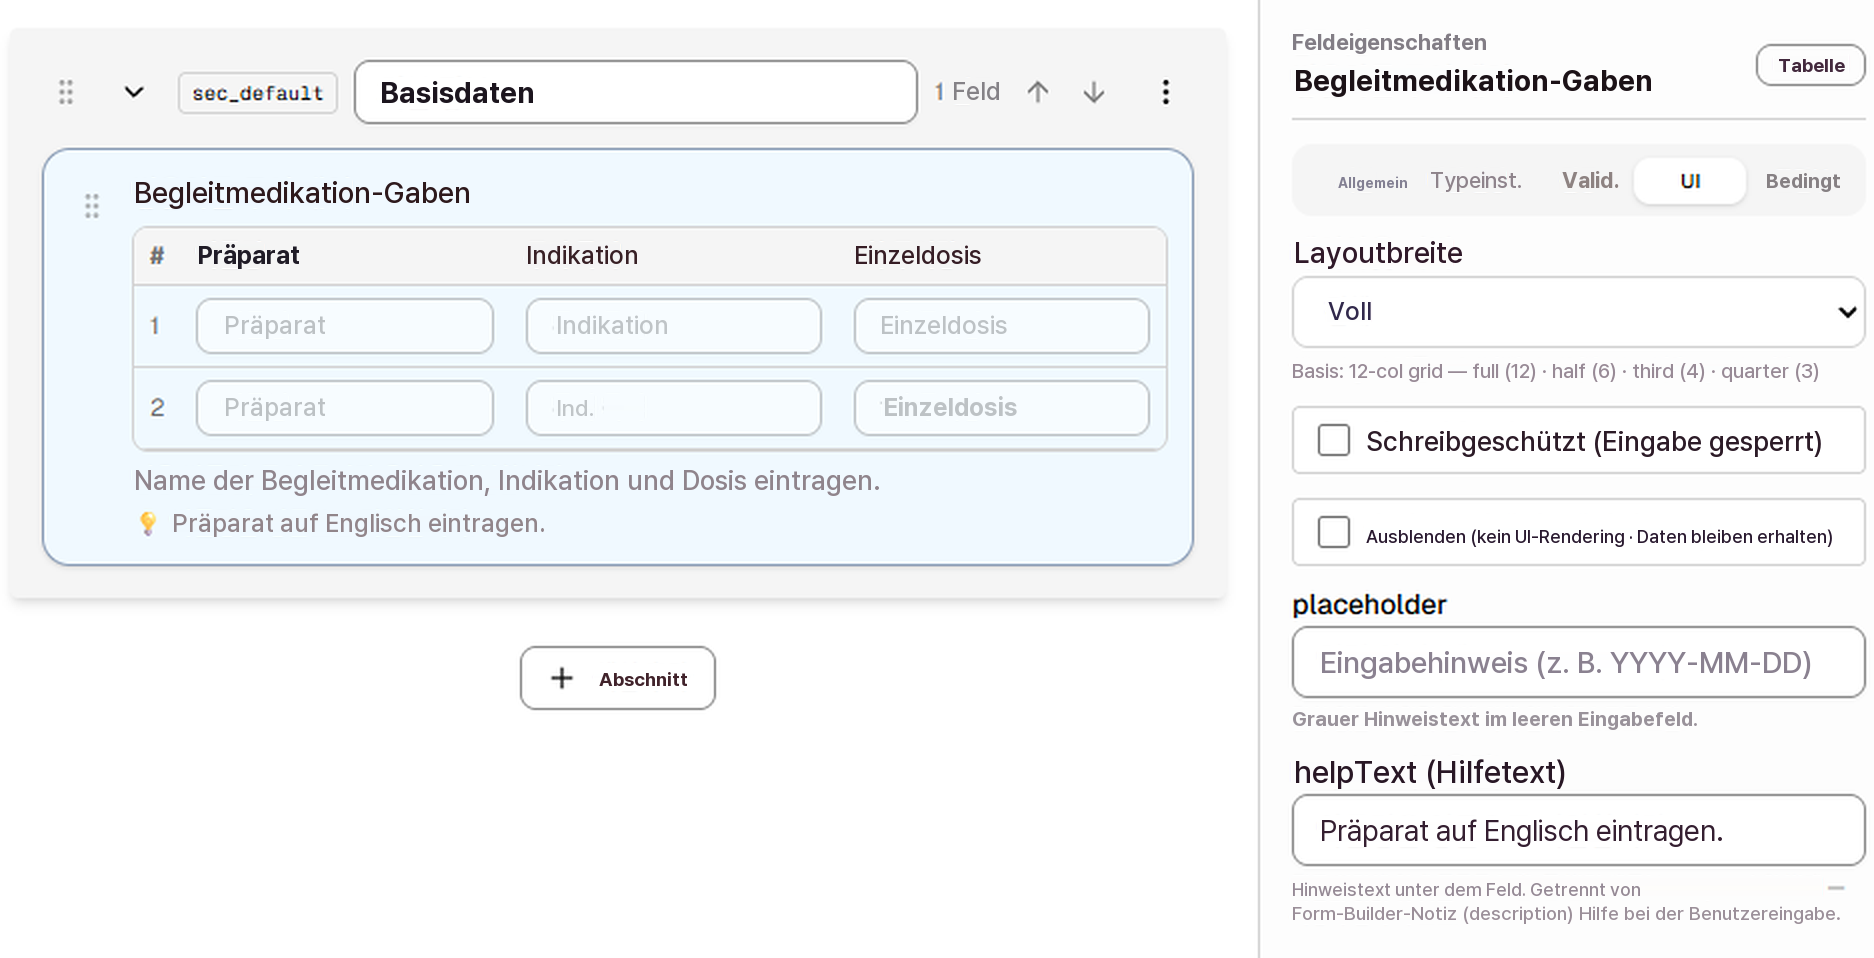 sec_default
Basisdaten
1 Feld
Begleitmedikation-Gaben
# Präparat Indikation Einzeldosis
1 Präparat Indikation Einzeldosis
2 Präparat Ind. Einzeldosis
Name der Begleitmedikation, Indikation und Dosis eintragen.
Präparat auf Englisch eintragen.
+ Abschnitt
Feldeigenschaften
Begleitmedikation-Gaben
Tabelle
Allgemein Typeinst. Valid. UI Bedingt
Layoutbreite
Voll
Basis: 12-col grid — full (12) · half (6) · third (4) · quarter (3)
Schreibgeschützt (Eingabe gesperrt)
Ausblenden (kein UI-Rendering · Daten bleiben erhalten)
placeholder
Eingabehinweis (z. B. YYYY-MM-DD)
Grauer Hinweistext im leeren Eingabefeld.
helpText (Hilfetext)
Präparat auf Englisch eintragen.
Hinweistext unter dem Feld. Getrennt von
Form-Builder-Notiz (description) Hilfe bei der Benutzereingabe.